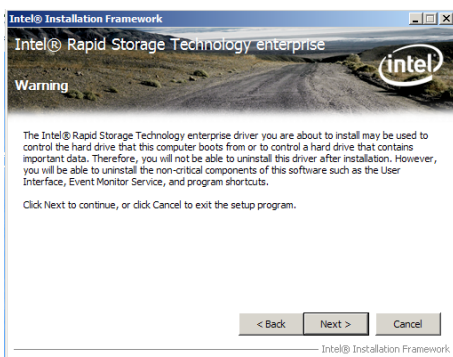 Intel® Installation Framework
Intel® Rapid Storage Technology enterprise
intel
Warning
The Intel® Rapid Storage Technology enterprise driver you are about to install may be used to
control the hard drive that this computer boots from or to control a hard drive that contains
important data. Therefore, you will not be able to uninstall this driver after installation. However,
you will be able to uninstall the non-critical components of this software such as the User
Interface, Event Monitor Service, and program shortcuts.
Click Next to continue, or click Cancel to exit the setup program.
< Back Next > Cancel
Intel® Installation Framework